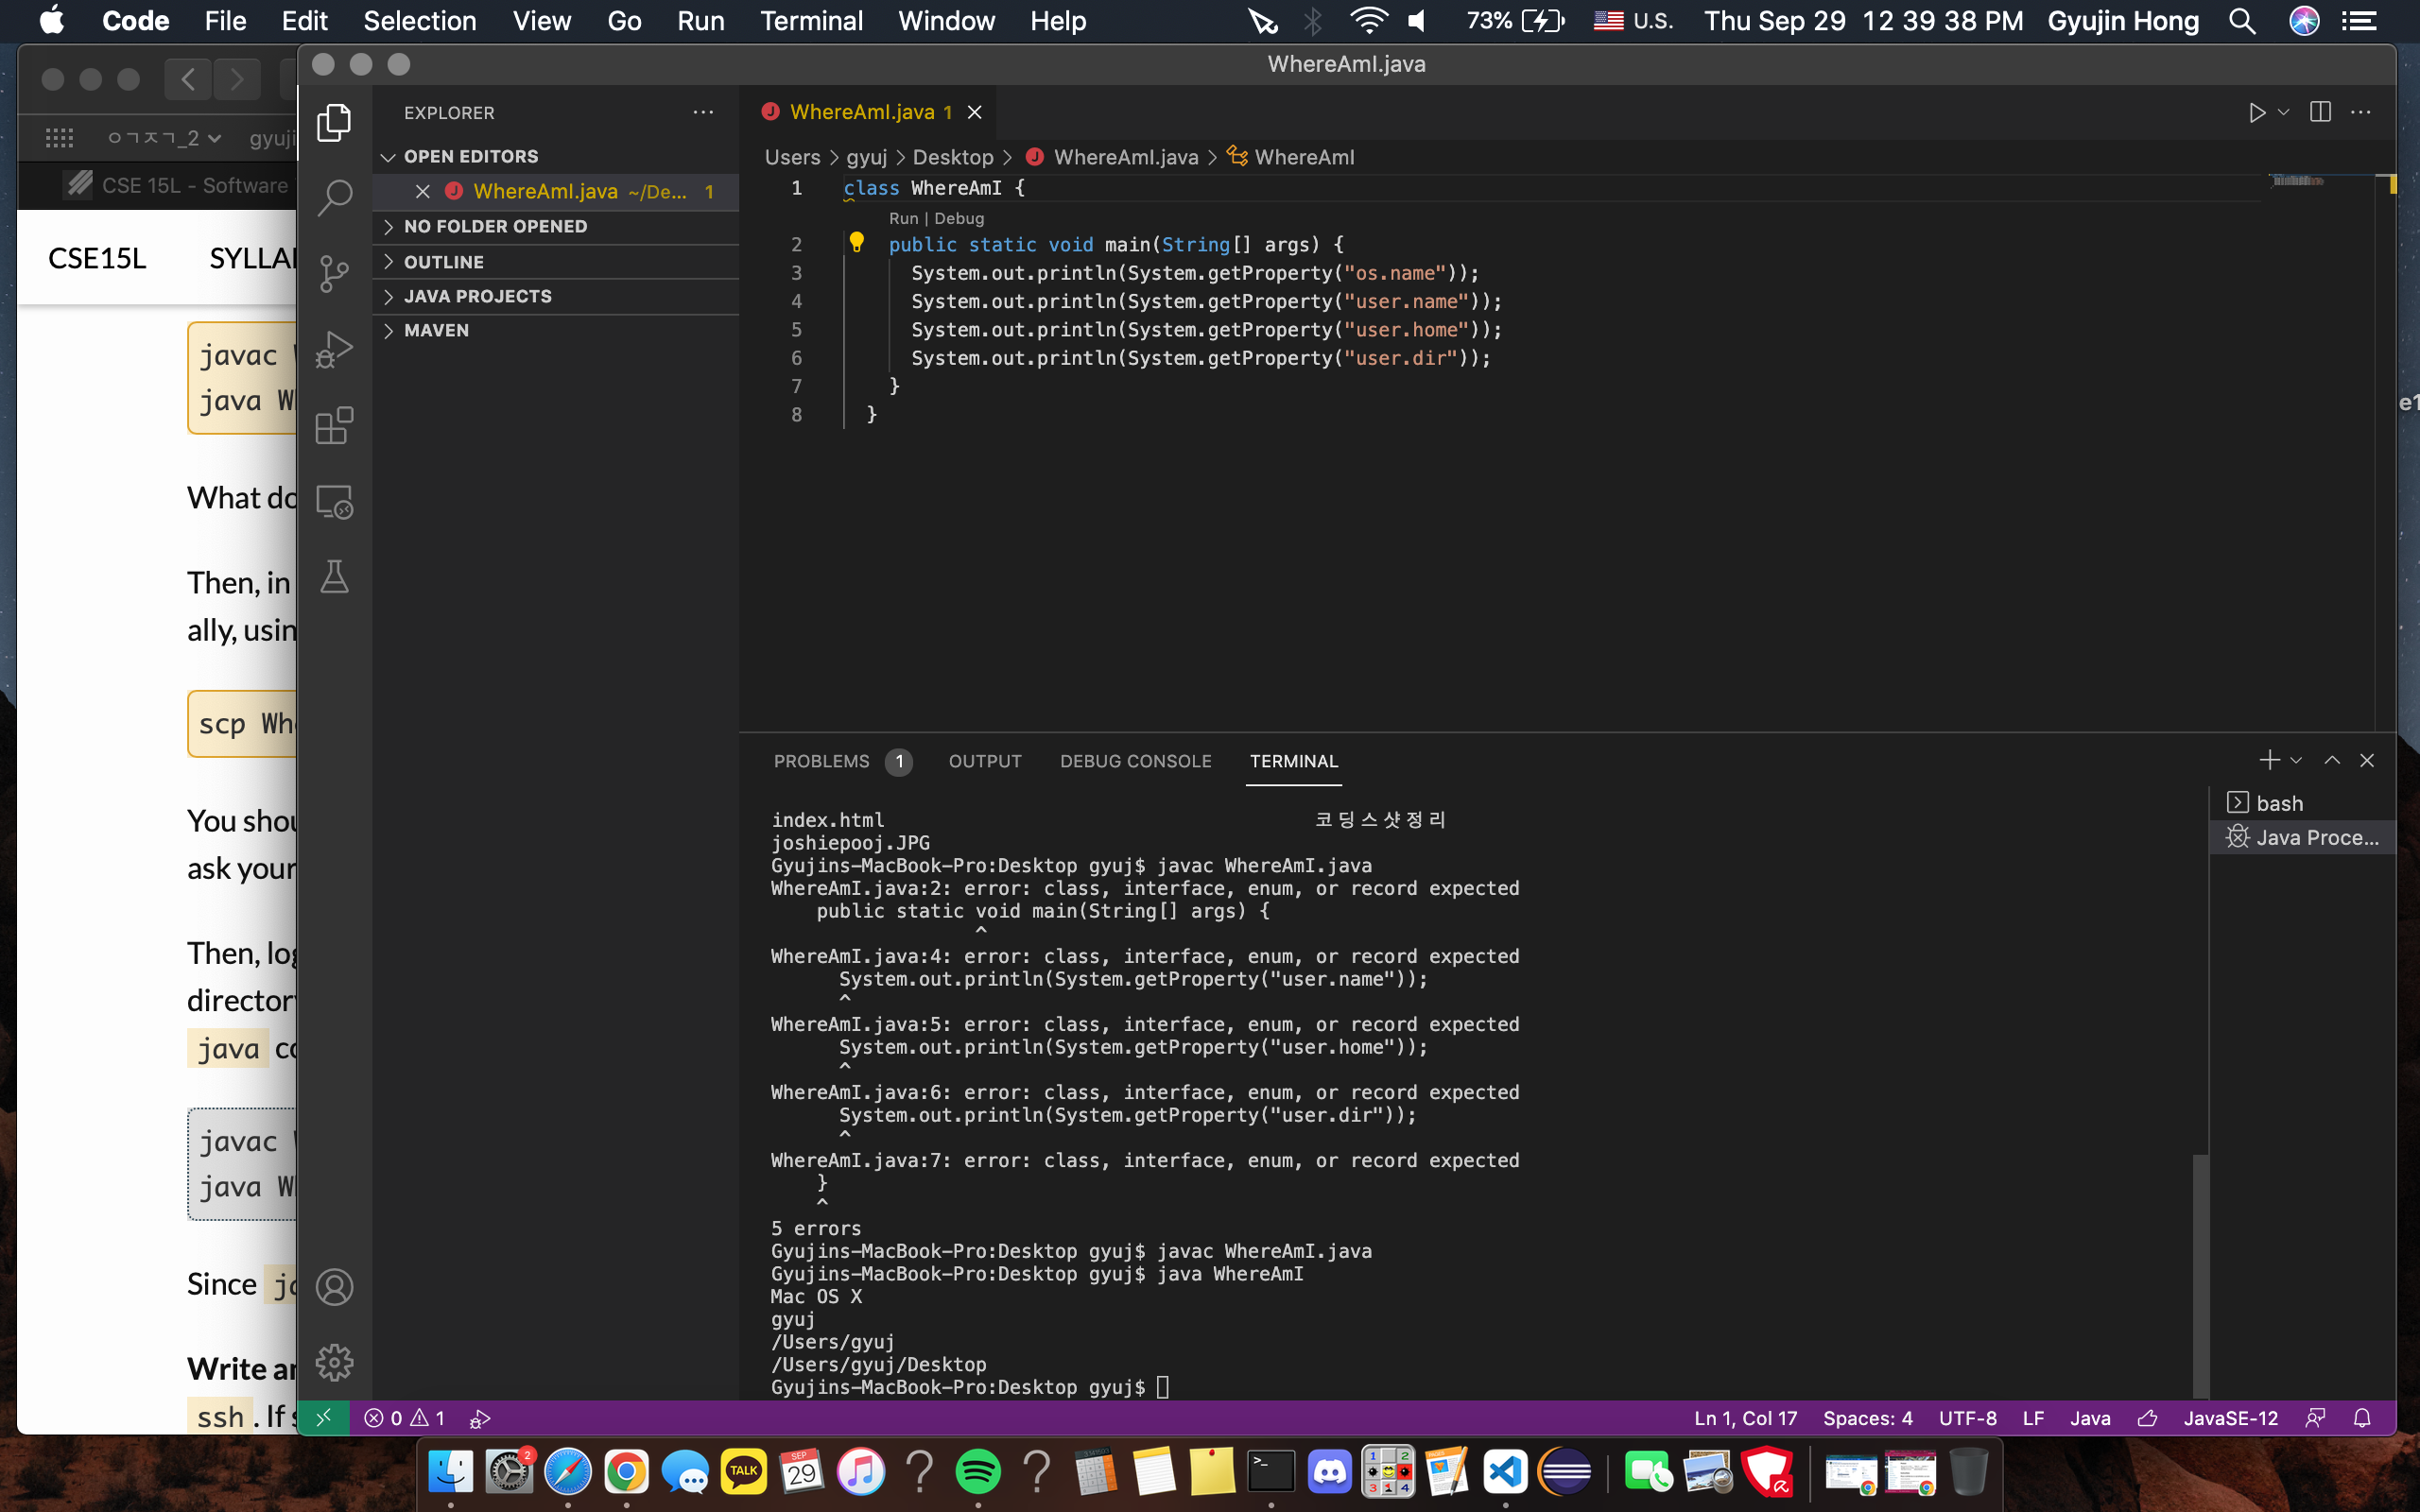 Code File Edit Selection View Go Run Terminal Window Help 73% U.S. Thu Sep 29 12 39 38 PM Gyujin Hong
WhereAmI.java
ㅇㄱㅈㄱ_2 gyuji
CSE 15L - Software
CSE15L SYLLA
javac
java W
What do
Then, in
ally, usin
scp Wh
You shou
ask your
Then, log
directory
java co
javac
java W
Since ja
Write an
ssh . If s
EXPLORER
OPEN EDITORS
WhereAmI.java ~/De... 1
NO FOLDER OPENED
OUTLINE
JAVA PROJECTS
MAVEN
WhereAmI.java 1
Users > gyuj > Desktop > WhereAmI.java > WhereAmI
1 class WhereAmI {
Run | Debug
2 public static void main(String[] args) {
3 System.out.println(System.getProperty("os.name"));
4 System.out.println(System.getProperty("user.name"));
5 System.out.println(System.getProperty("user.home"));
6 System.out.println(System.getProperty("user.dir"));
7 }
8 }
e1
PROBLEMS 1 OUTPUT DEBUG CONSOLE TERMINAL
bash
Java Proce...
index.html 코딩스샷정리
joshiepooj.JPG
Gyujins-MacBook-Pro:Desktop gyuj$ javac WhereAmI.java
WhereAmI.java:2: error: class, interface, enum, or record expected
public static void main(String[] args) {
^
WhereAmI.java:4: error: class, interface, enum, or record expected
System.out.println(System.getProperty("user.name"));
^
WhereAmI.java:5: error: class, interface, enum, or record expected
System.out.println(System.getProperty("user.home"));
^
WhereAmI.java:6: error: class, interface, enum, or record expected
System.out.println(System.getProperty("user.dir"));
^
WhereAmI.java:7: error: class, interface, enum, or record expected
}
^
5 errors
Gyujins-MacBook-Pro:Desktop gyuj$ javac WhereAmI.java
Gyujins-MacBook-Pro:Desktop gyuj$ java WhereAmI
Mac OS X
gyuj
/Users/gyuj
/Users/gyuj/Desktop
Gyujins-MacBook-Pro:Desktop gyuj$
0 1 Ln 1, Col 17 Spaces: 4 UTF-8 LF Java JavaSE-12
2 TALK SEP 29